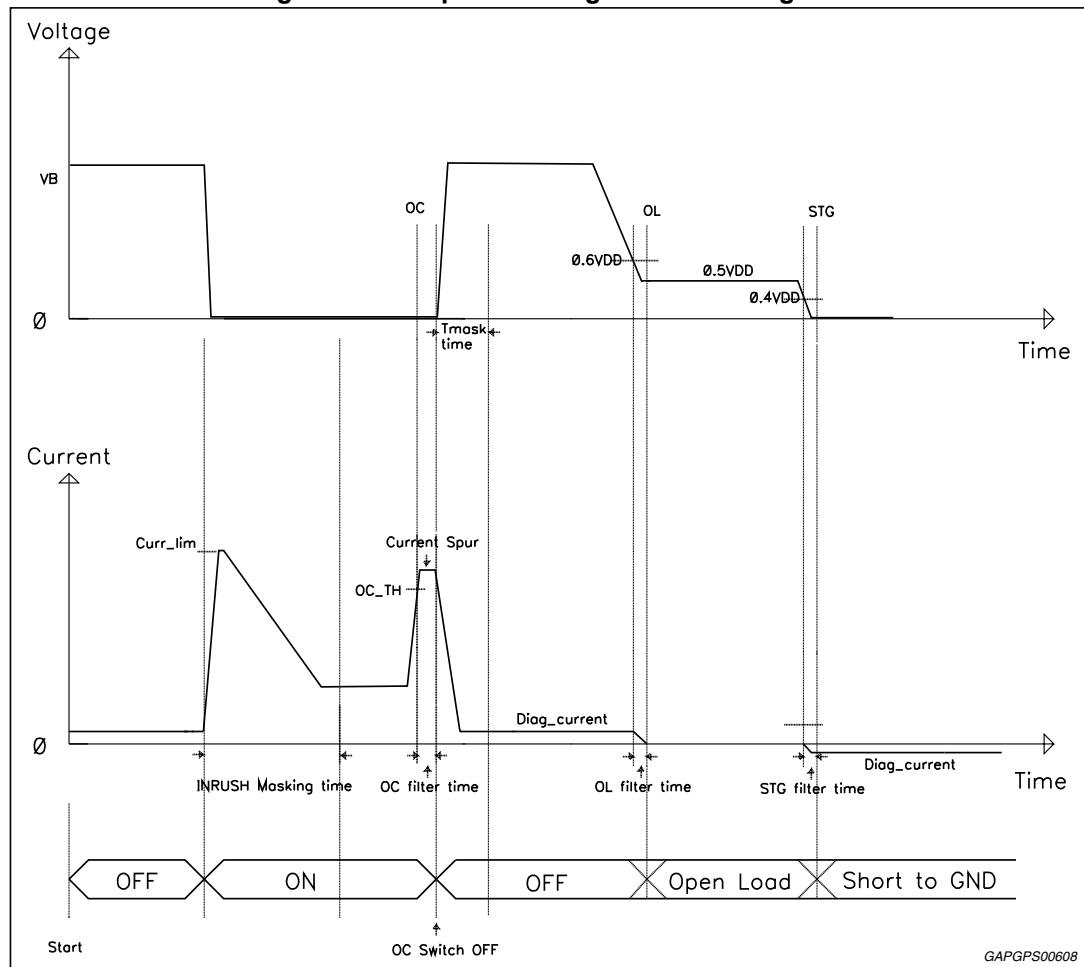 Voltage
VB
OC
OL
STG
0.6VDD
0.5VDD
0.4VDD
Ø
Tmask
time
Time
Current
Curr_lim
Current Spur
OC_TH
Diag_current
Ø
Diag_current
INRUSH Masking time
OC filter time
OL filter time
STG filter time
Time
OFF
ON
OFF
Open Load
Short to GND
Start
OC Switch OFF
GAPGPS00608